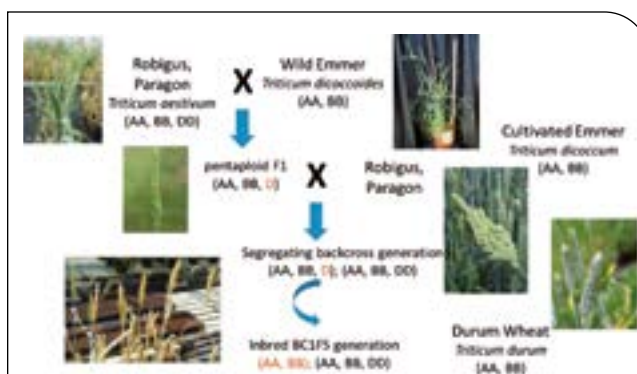 Robigus,
Paragon
Triticum aestivum
(AA, BB, DD)
X
Wild Emmer
Triticum dicoccoides
(AA, BB)
Cultivated Emmer
Triticum dicoccum
(AA, BB)
pentaploid F1
(AA, BB, D)
X
Robigus,
Paragon
Segregating backcross generation
(AA, BB, D); (AA, BB, DD)
Inbred BC1F5 generation
(AA, BB); (AA, BB, DD)
Durum Wheat
Triticum durum
(AA, BB)